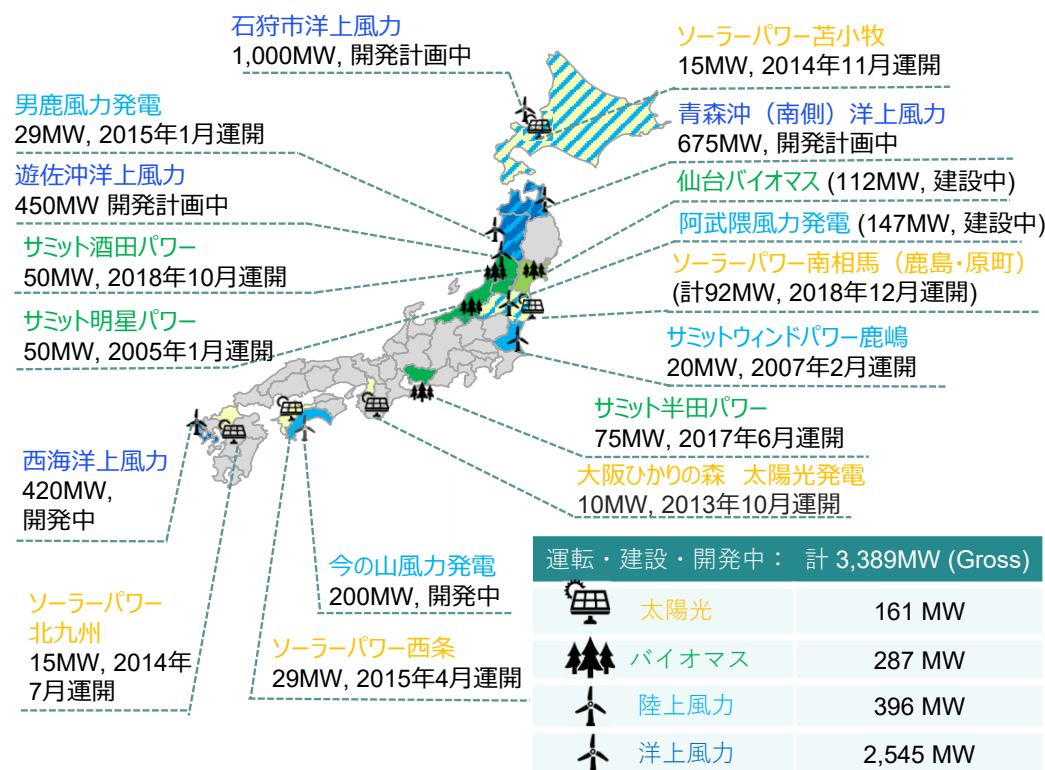 石狩市洋上風力
1,000MW, 開発計画中
ソーラーパワー苫小牧
15MW, 2014年11月運開
男鹿風力発電
29MW, 2015年1月運開
青森沖（南側）洋上風力
675MW, 開発計画中
遊佐沖洋上風力
450MW 開発計画中
仙台バイオマス (112MW, 建設中)
阿武隈風力発電 (147MW, 建設中)
サミット酒田パワー
50MW, 2018年10月運開
ソーラーパワー南相馬（鹿島・原町）
(計92MW, 2018年12月運開)
サミット明星パワー
50MW, 2005年1月運開
サミットウィンドパワー鹿嶋
20MW, 2007年2月運開
サミット半田パワー
75MW, 2017年6月運開
西海洋上風力
420MW,
開発中
大阪ひかりの森 太陽光発電
10MW, 2013年10月運開
今の山風力発電
200MW, 開発中
ソーラーパワー
北九州
15MW, 2014年
7月運開
ソーラーパワー西条
29MW, 2015年4月運開
運転・建設・開発中： 計 3,389MW (Gross)
太陽光 161 MW
バイオマス 287 MW
陸上風力 396 MW
洋上風力 2,545 MW